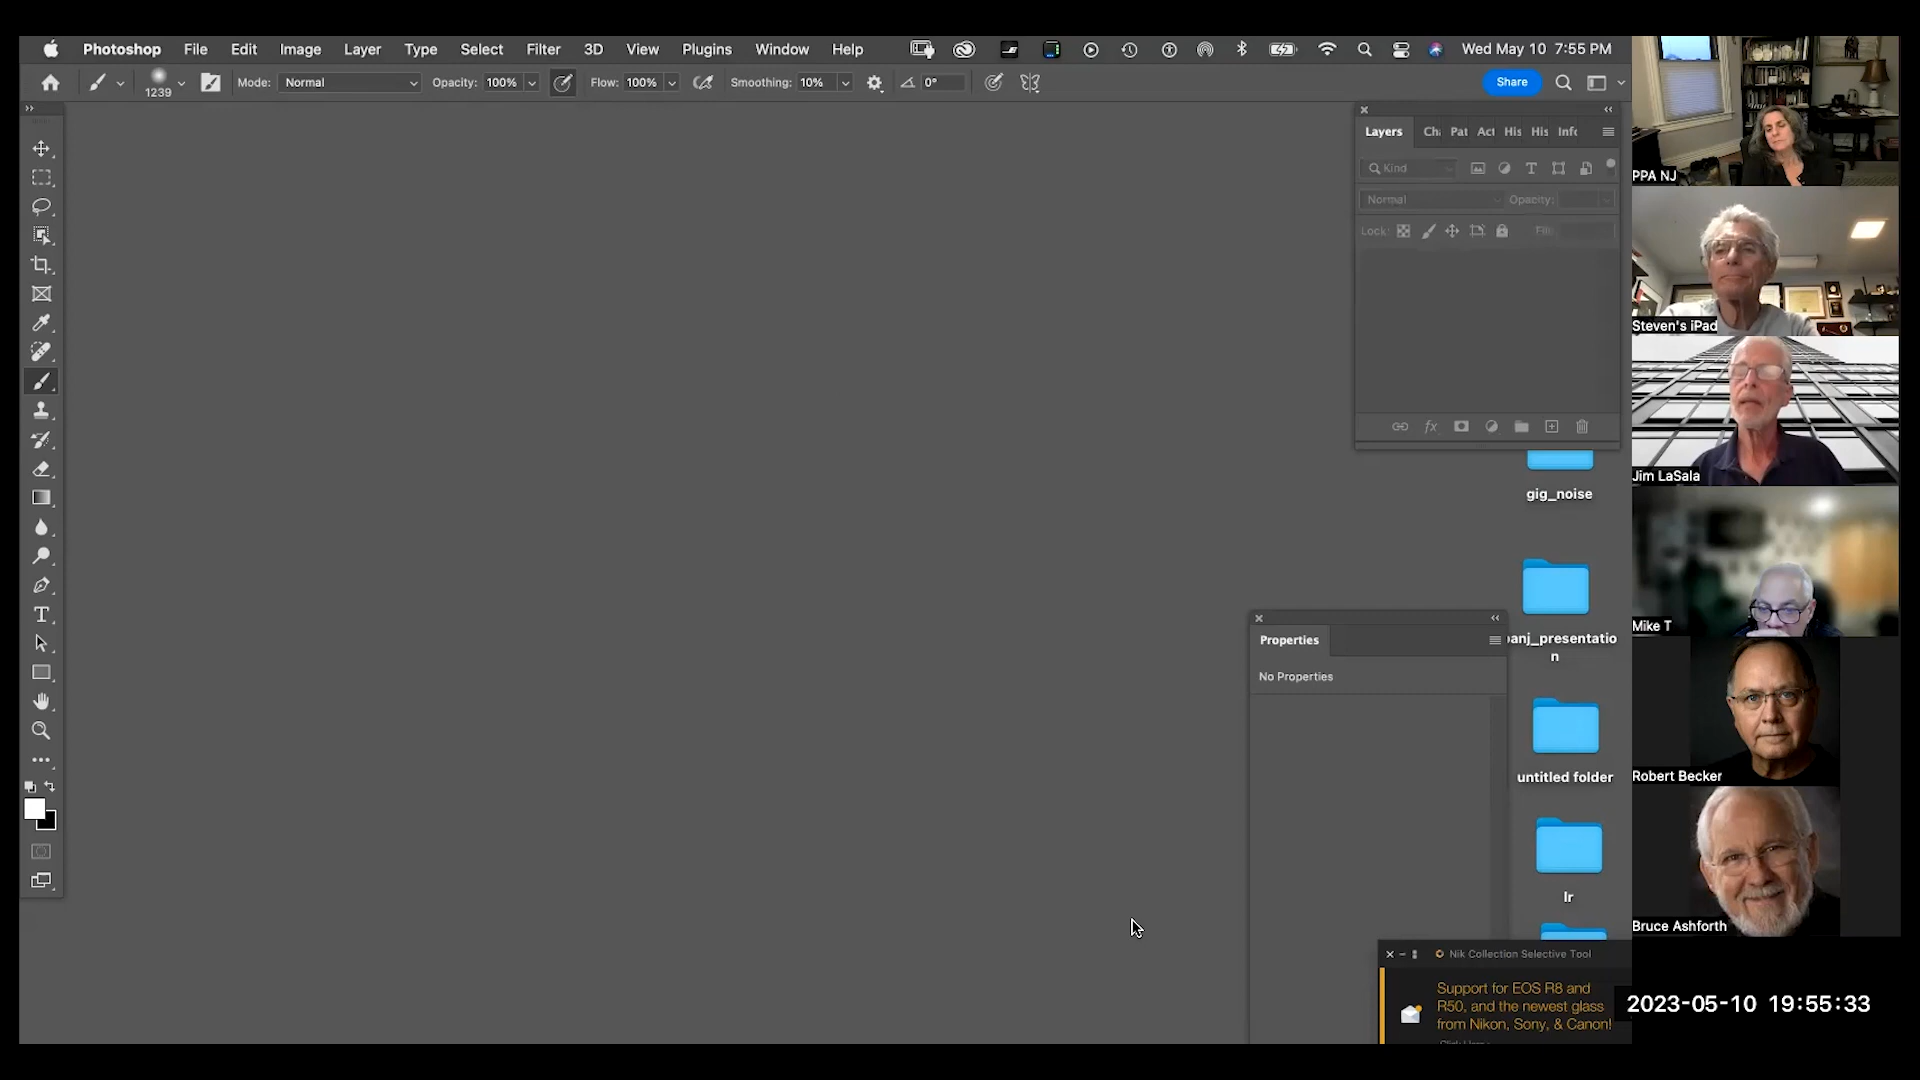 Photoshop File Edit Image Layer Type Select Filter 3D View Plugins Window Help Wed May 10 7:55 PM
1239 Mode: Normal Opacity: 100% Flow: 100% Smoothing: 10% 0° Share
Layers Ch Pat Act His His Info
Kind
Normal Opacity:
Lock: Fill:
gig_noise
Properties
No Properties
anj_presentatio
n
untitled folder
lr
Nik Collection Selective Tool
Support for EOS R8 and
R50, and the newest glass
from Nikon, Sony, & Canon!
PPA NJ
Steven's iPad
Jim LaSala
Mike T
Robert Becker
Bruce Ashforth
2023-05-10 19:55:33